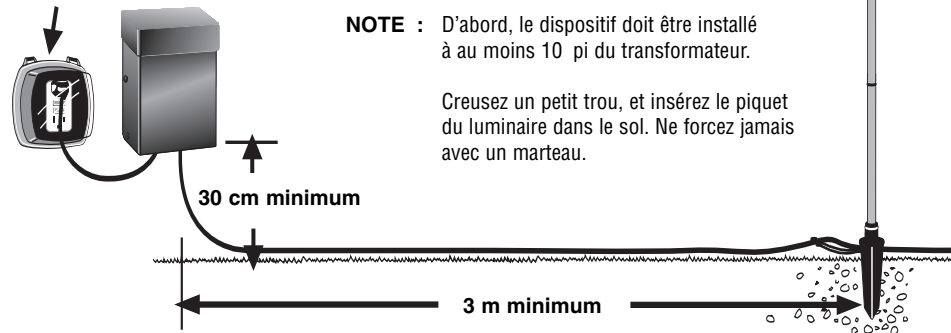 NOTE : D'abord, le dispositif doit être installé
à au moins 10 pi du transformateur.
Creusez un petit trou, et insérez le piquet
du luminaire dans le sol. Ne forcez jamais
avec un marteau.
30 cm minimum
3 m minimum